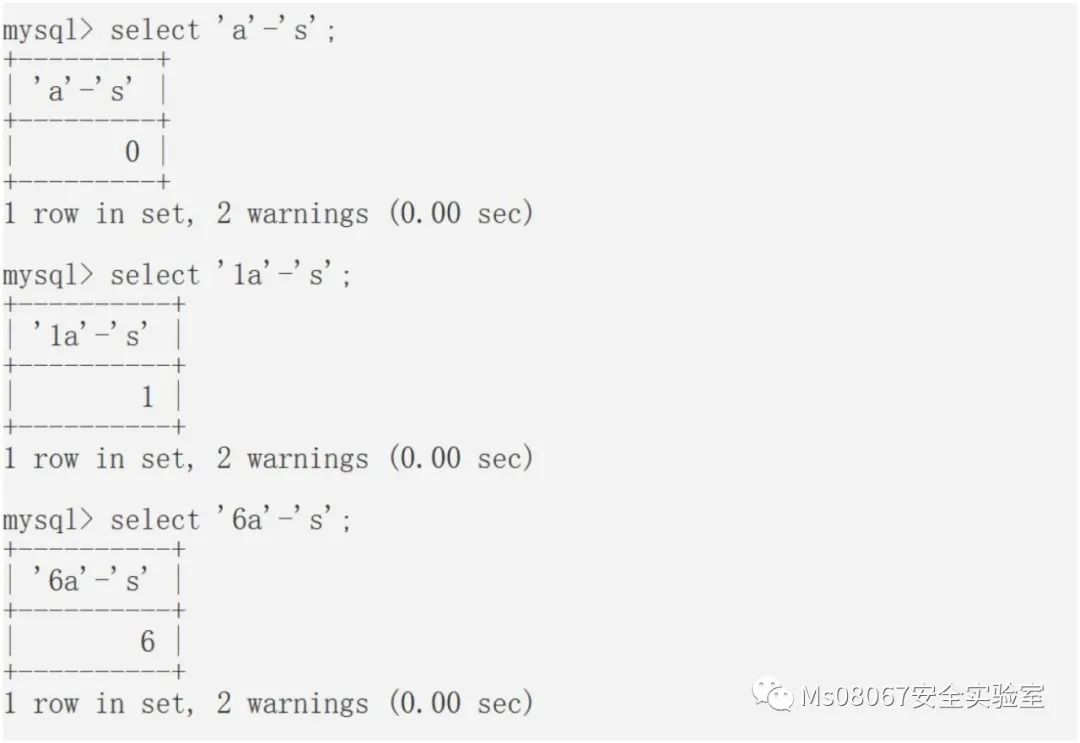 mysql> select 'a'-'s';
+---------+
| 'a'-'s' |
+---------+
|       0 |
+---------+
1 row in set, 2 warnings (0.00 sec)
mysql> select '1a'-'s';
+----------+
| '1a'-'s' |
+----------+
|        1 |
+----------+
1 row in set, 2 warnings (0.00 sec)
mysql> select '6a'-'s';
+----------+
| '6a'-'s' |
+----------+
|        6 |
+----------+
1 row in set, 2 warnings (0.00 sec)
Ms08067安全实验室